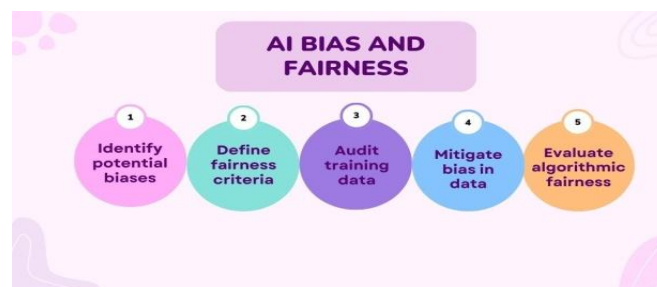 AI BIAS AND
FAIRNESS
1
Identify
potential
biases
2
Define
fairness
criteria
3
Audit
training
data
4
Mitigate
bias in
data
5
Evaluate
algorithmic
fairness